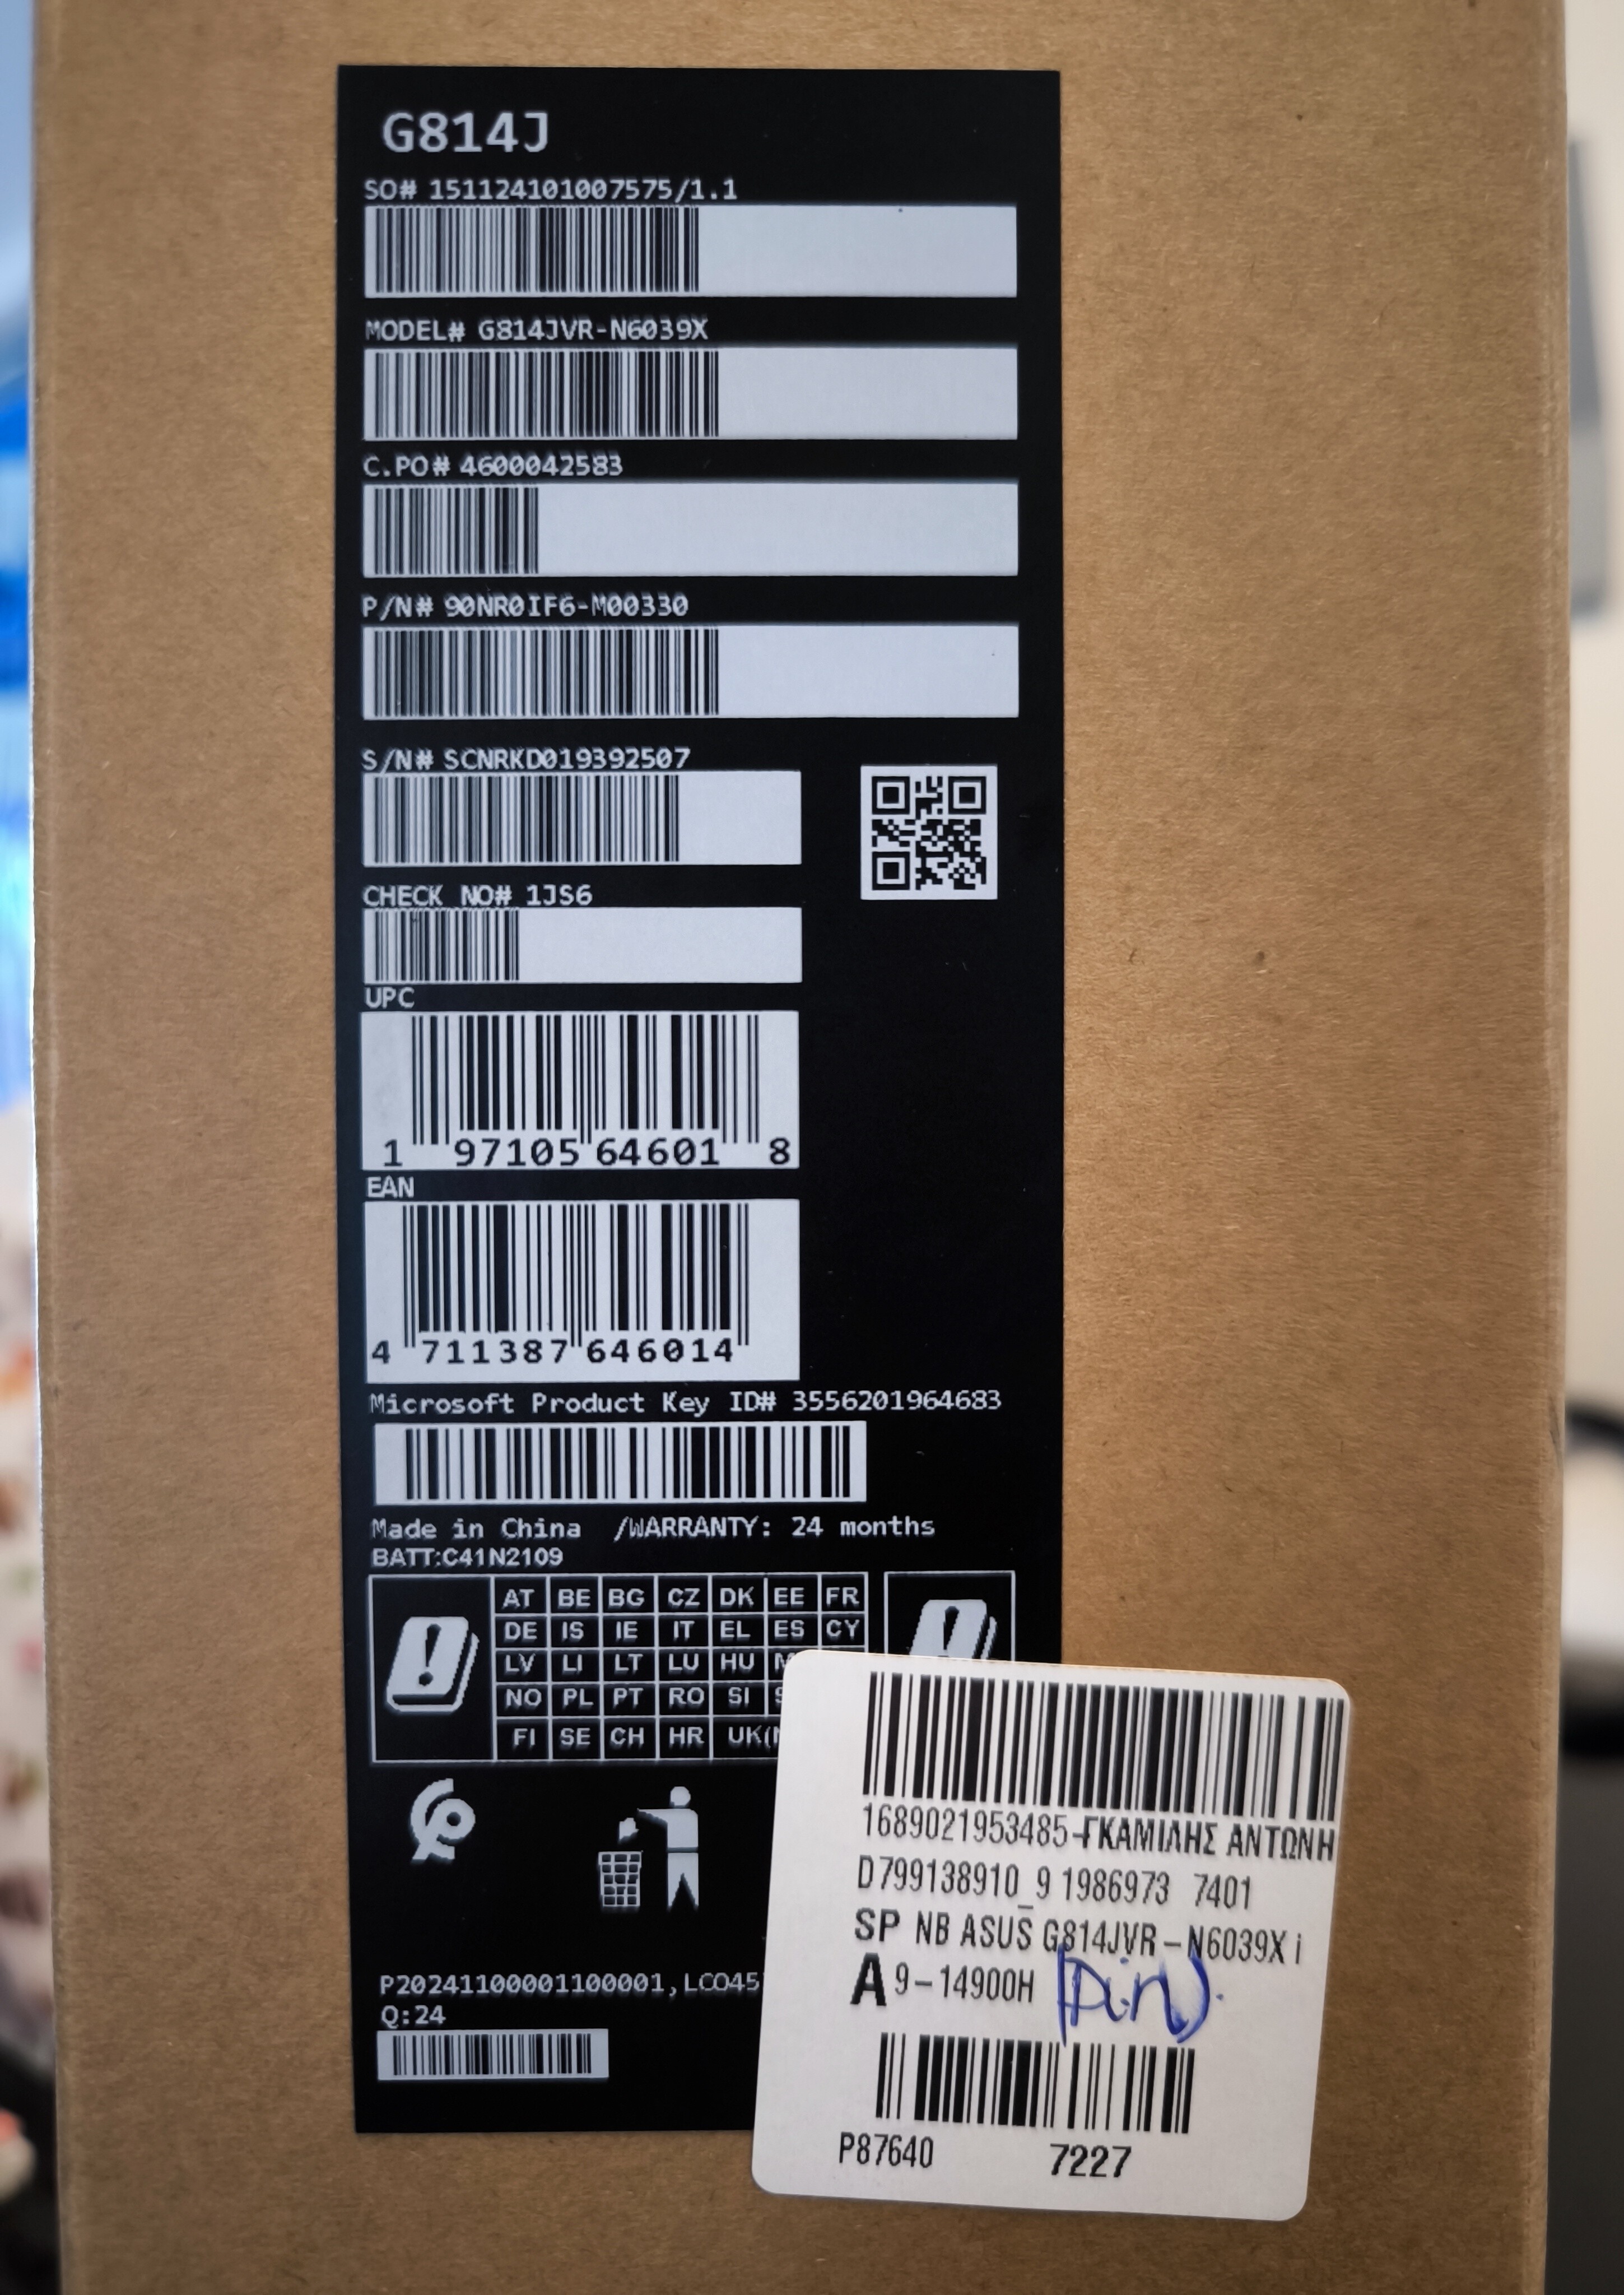 G814J
SO# 151124101007575/1.1
MODEL# G814JVR-N6039X
C.PO# 4600042583
P/N# 90NR0IF6-M00330
S/N# SCNRKD019392507
CHECK NO# 1JS6
UPC
1 97105 64601 8
EAN
4 711387 646014
Microsoft Product Key ID# 3556201964683
Made in China /WARRANTY: 24 months
BATT:C41N2109
AT BE BG CZ DK EE FR
DE IS IE IT EL ES CY
LV LI LT LU HU
NO PL PT RO SI
FI SE CH HR UK(
P20241100001100001,LCO45
Q:24
1689021953485-ΓΚΑΜΙΛΗΣ ΑΝΤΩΝΗ
D799138910_9 1986973 7401
SP NB ASUS G814JVR-N6039X i
A 9-14900H
P87640 7227